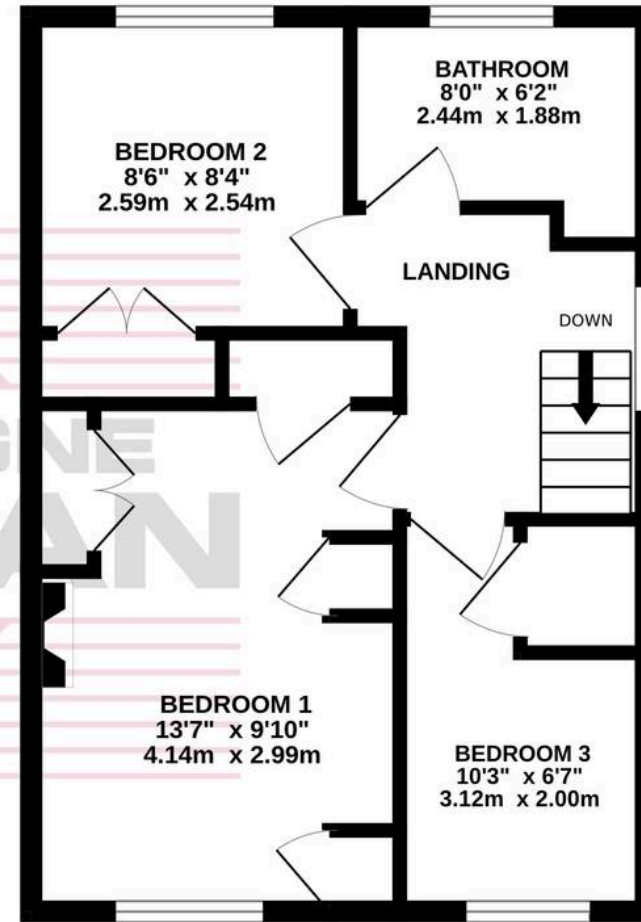 BATHROOM
8'0" x 6'2"
2.44m x 1.88m
BEDROOM 2
8'6" x 8'4"
2.59m x 2.54m
LANDING
DOWN
BEDROOM 1
13'7" x 9'10"
4.14m x 2.99m
BEDROOM 3
10'3" x 6'7"
3.12m x 2.00m